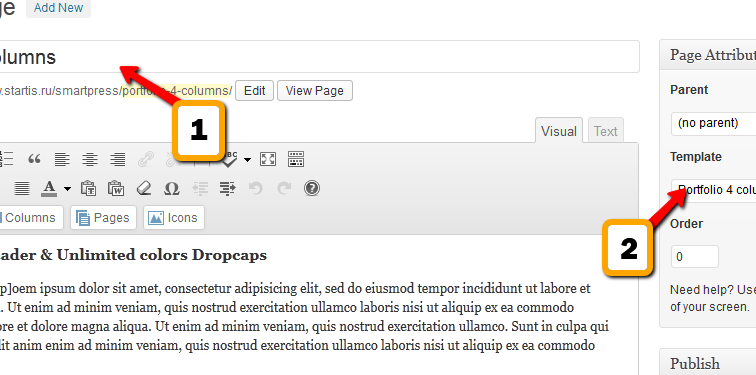 ge Add New
olumns
w.startis.ru/smartpress/portfolio-4-columns/ Edit View Page
1
Visual Text
ABC
A T W Ω ?
Columns Pages Icons
ader & Unlimited colors Dropcaps
p]oem ipsum dolor sit amet, consectetur adipisicing elit, sed do eiusmod tempor incididunt ut labore et
. Ut enim ad minim veniam, quis nostrud exercitation ullamco laboris nisi ut aliquip ex ea commodo
ore et dolore magna aliqua. Ut enim ad minim veniam, quis nostrud exercitation ullamco. Sunt in culpa qui
lit anim enim ad minim veniam, quis nostrud exercitation ullamco laboris nisi ut aliquip ex ea commodo
Page Attribut
Parent
(no parent)
Template
Portfolio 4 colu
2
Order
0
Need help? Use
of your screen.
Publish